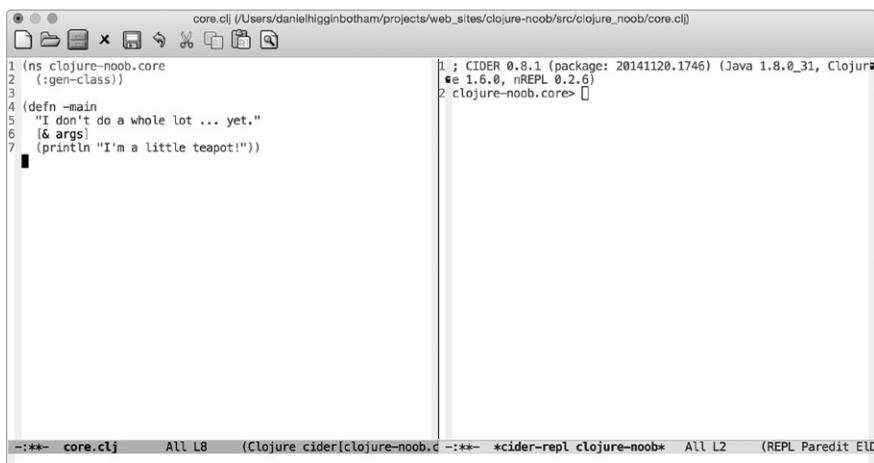 core.clj (/Users/danielhigginbotham/projects/web_sites/clojure-noob/src/clojure_noob/core.clj)
1 (ns clojure-noob.core
2   (:gen-class))
3
4 (defn -main
5   "I don't do a whole lot ... yet."
6   [& args]
7   (println "I'm a little teapot!"))
-:**-  core.clj       All L8     (Clojure cider[clojure-noob.c
1 ; CIDER 0.8.1 (package: 20141120.1746) (Java 1.8.0_31, Clojur
e 1.6.0, nREPL 0.2.6)
2 clojure-noob.core>
-:**-  *cider-repl clojure-noob*   All L2     (REPL Paredit ElD